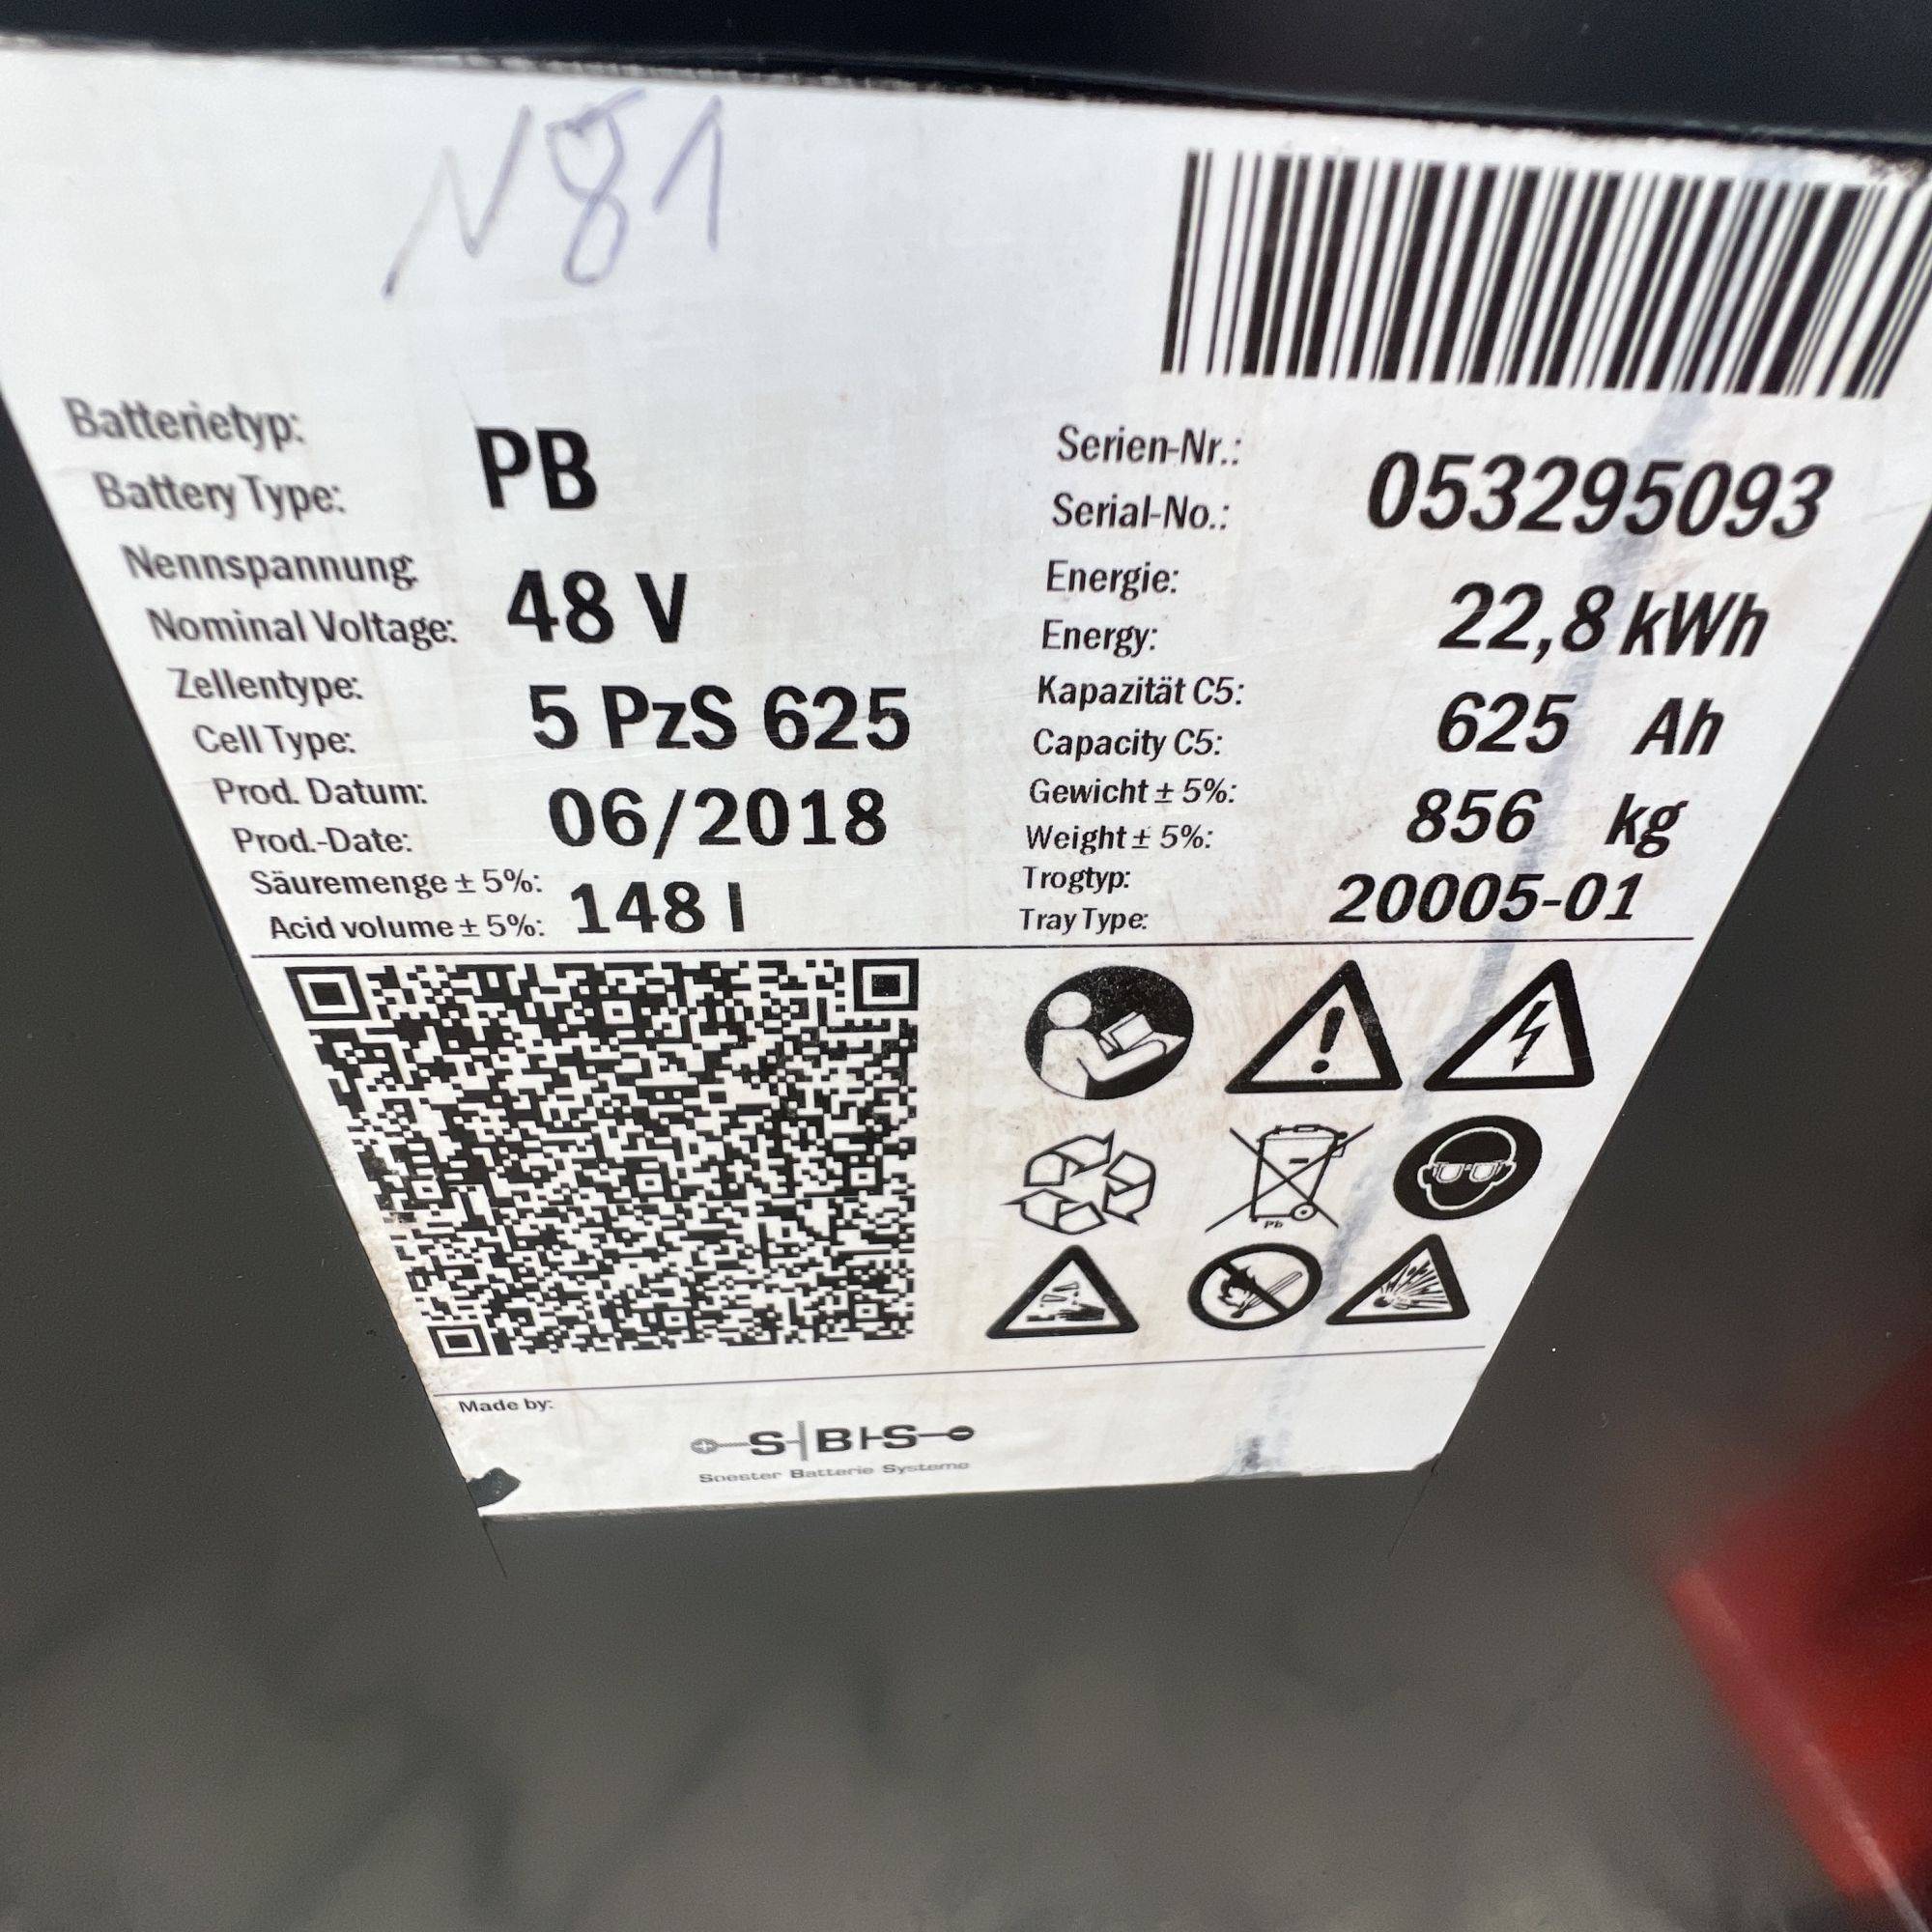 N81
Batterietyp:
Battery Type: PB
Nennspannung:
Nominal Voltage: 48 V
Zellentype:
Cell Type: 5 PzS 625
Prod. Datum:
Prod.-Date: 06/2018
Säuremenge ± 5%:
Acid volume ± 5%: 148 l
Serien-Nr.:
Serial-No.: 053295093
Energie:
Energy: 22,8 kWh
Kapazität C5:
Capacity C5: 625 Ah
Gewicht ± 5%:
Weight ± 5%: 856 kg
Trogtyp:
Tray Type: 20005-01
Pb
Made by:
SBS
Soester Batterie Systeme